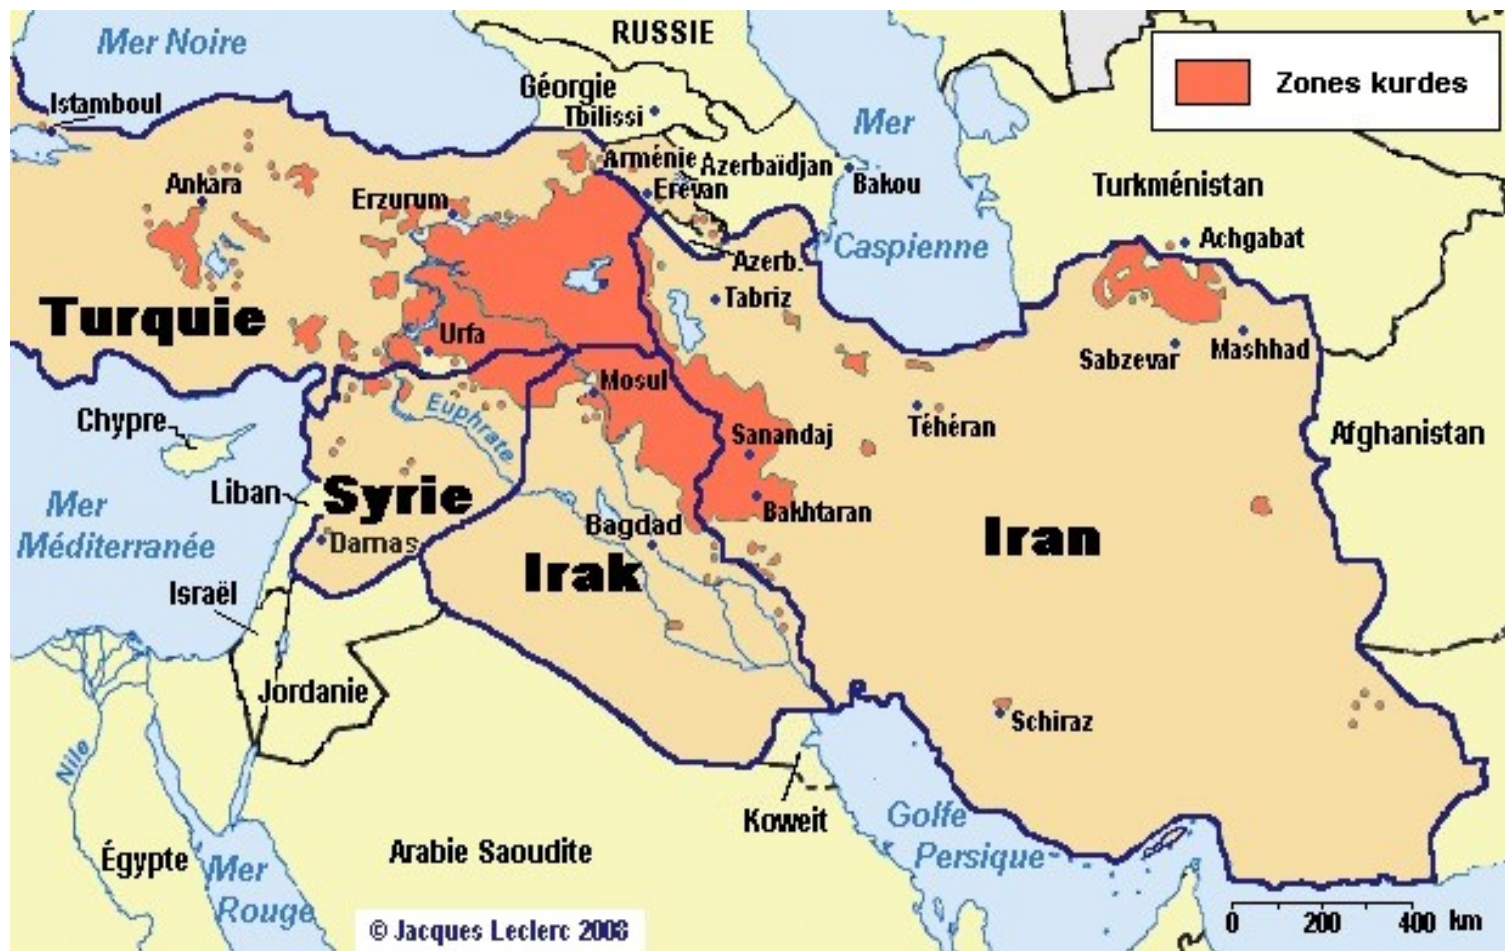 Mer Noire
RUSSIE
Géorgie
Tbilissi
Zones kurdes
Istamboul
Mer
Caspienne
Arménie
Azerbaïdjan
Bakou
Turkménistan
Ankara
Erzurum
Erévan
Achgabat
Azerb.
Tabriz
Turquie
Urfa
Sabzevar
Mashhad
Mosul
Chypre
Euphrate
Sanandaj
Téhéran
Afghanistan
Liban
Syrie
Mer
Méditerranée
Bakhtaran
Bagdad
Iran
Damas
Irak
Israël
Jordanie
Schiraz
Nile
Koweit
Golfe
Persique
Égypte
Mer
Rouge
Arabie Saoudite
© Jacques Leclerc 2008
0 200 400 km